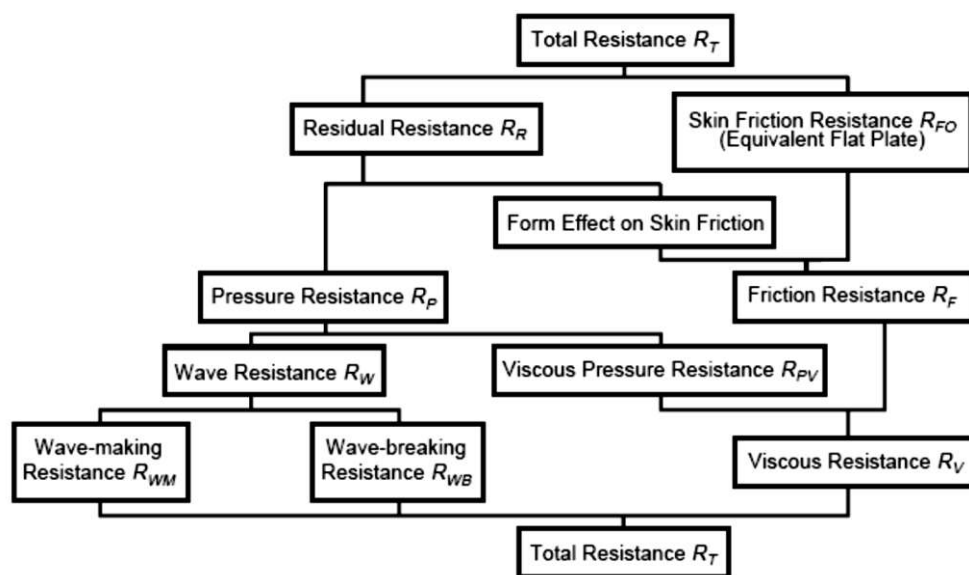 Total Resistance R_T
Residual Resistance R_R
Skin Friction Resistance R_FO
(Equivalent Flat Plate)
Form Effect on Skin Friction
Pressure Resistance R_P
Friction Resistance R_F
Wave Resistance R_W
Viscous Pressure Resistance R_PV
Wave-making
Resistance R_WM
Wave-breaking
Resistance R_WB
Viscous Resistance R_V
Total Resistance R_T